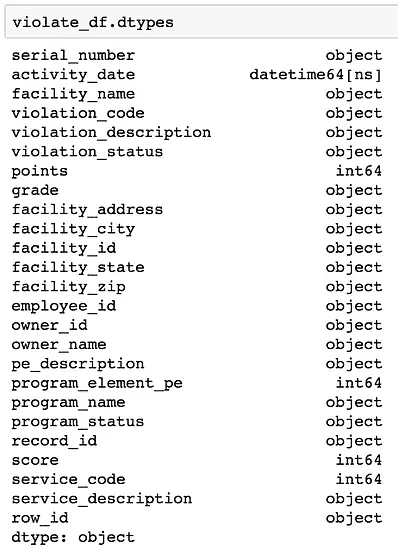 violate_df.dtypes
serial_number object
activity_date datetime64[ns]
facility_name object
violation_code object
violation_description object
violation_status object
points int64
grade object
facility_address object
facility_city object
facility_id object
facility_state object
facility_zip object
employee_id object
owner_id object
owner_name object
pe_description object
program_element_pe int64
program_name object
program_status object
record_id object
score int64
service_code int64
service_description object
row_id object
dtype: object